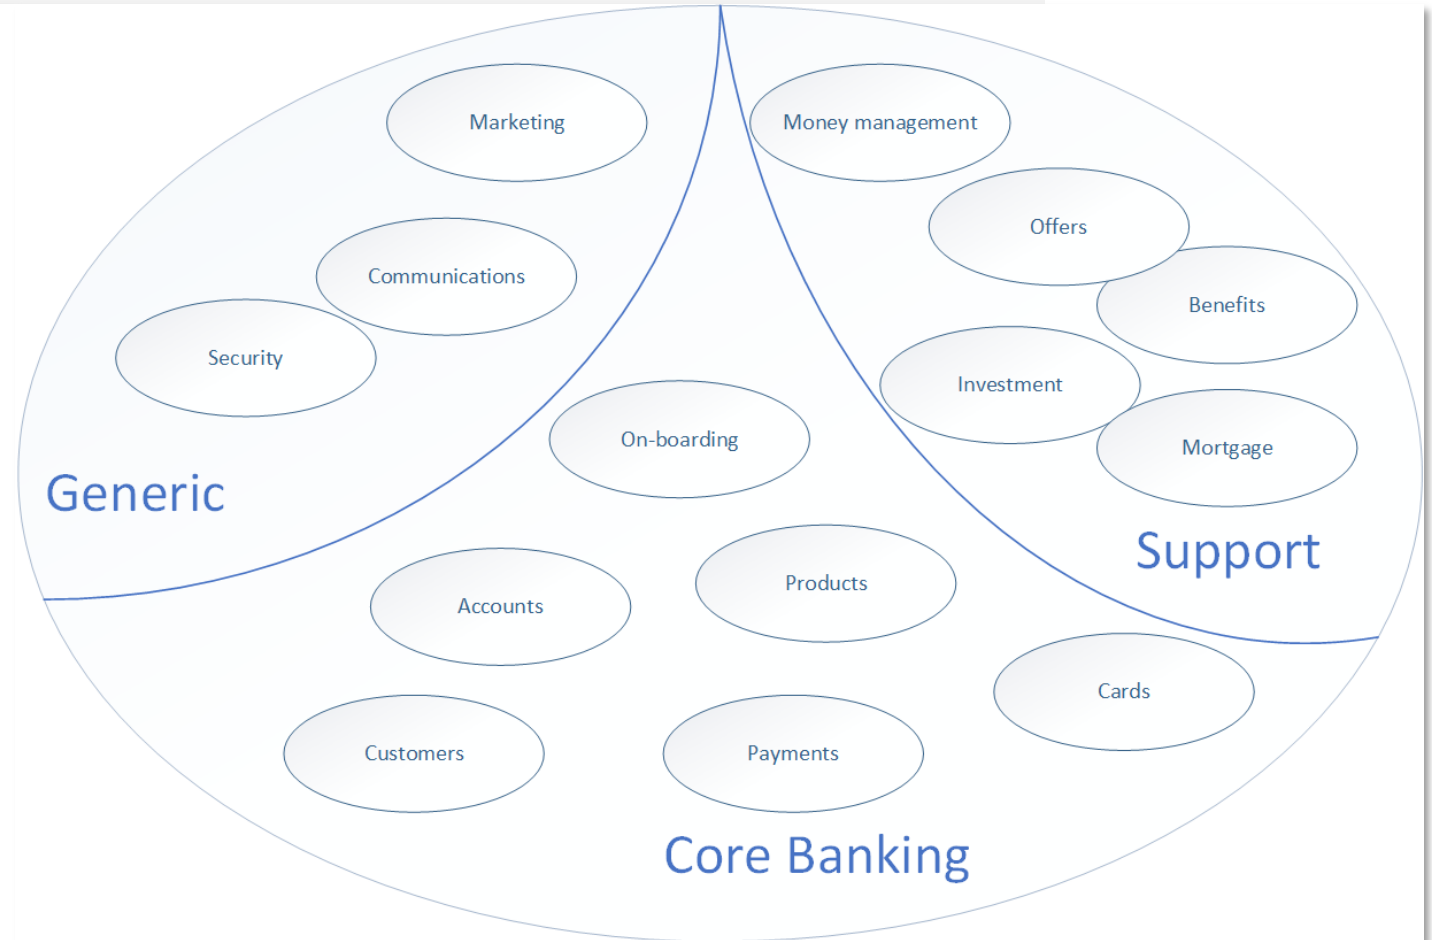 Marketing
Money management
Offers
Communications
Benefits
Security
Investment
On-boarding
Mortgage
Generic
Support
Products
Accounts
Cards
Customers
Payments
Core Banking